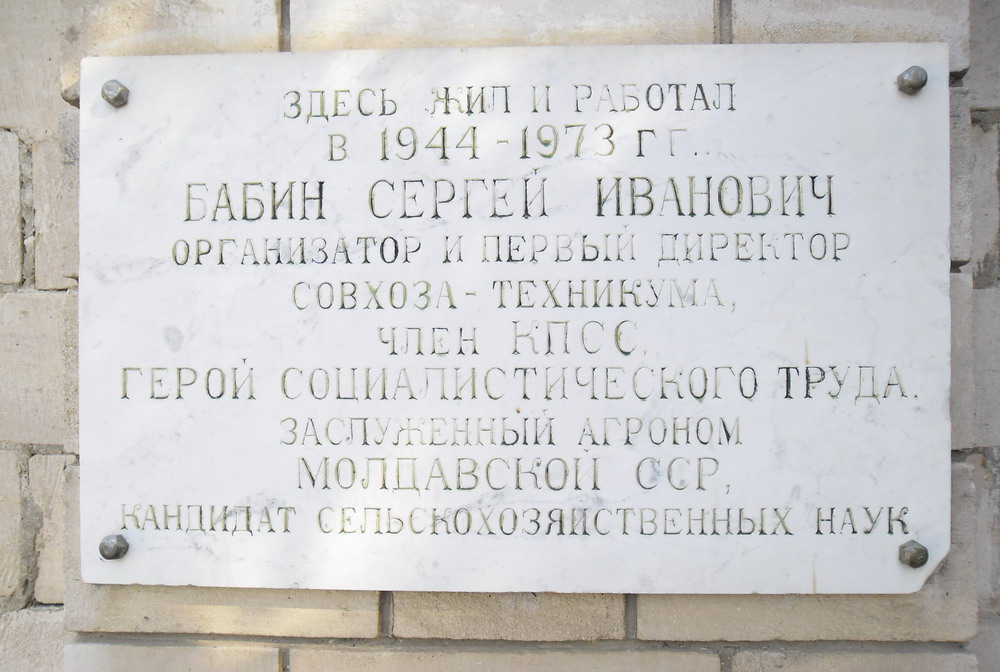 ЗДЕСЬ ЖИЛ И РАБОТАЛ
В 1944-1973 ГГ..
БАБИН СЕРГЕЙ ИВАНОВИЧ
ОРГАНИЗАТОР И ПЕРВЫЙ ДИРЕКТОР
СОВХОЗА-ТЕХНИКУМА,
ЧЛЕН КПСС,
ГЕРОЙ СОЦИАЛИСТИЧЕСКОГО ТРУДА.
ЗАСЛУЖЕННЫЙ АГРОНОМ
МОЛДАВСКОЙ ССР,
КАНДИДАТ СЕЛЬСКОХОЗЯЙСТВЕННЫХ НАУК.